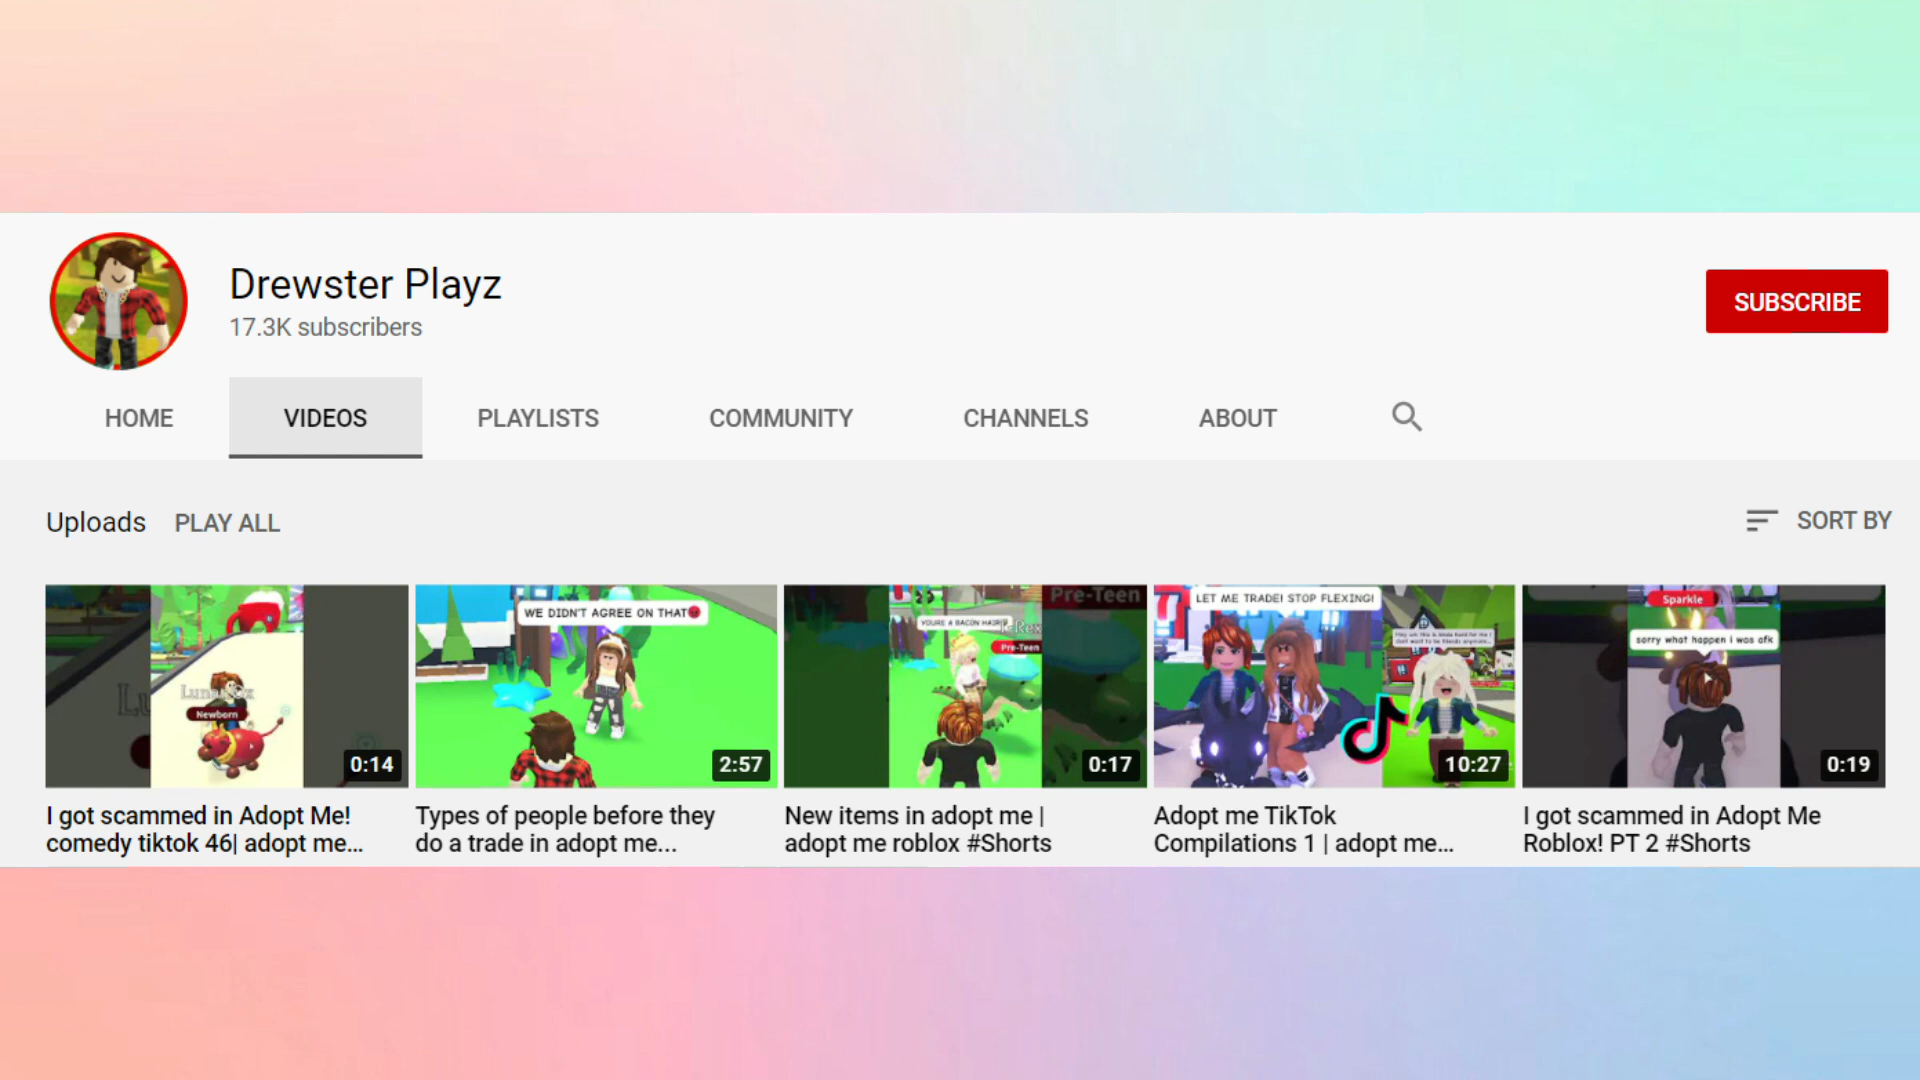 Drewster Playz
17.3K subscribers
SUBSCRIBE
HOME VIDEOS PLAYLISTS COMMUNITY CHANNELS ABOUT
Uploads PLAY ALL
SORT BY
Newborn
0:14
WE DIDN'T AGREE ON THAT
2:57
YOURE A BACON
Pre-Teen
Pre-Teen
0:17
LET ME TRADE! STOP FLEXING!
10:27
Sparkle
sorry what happen i was afk
0:19
I got scammed in Adopt Me!
comedy tiktok 46| adopt me...
Types of people before they
do a trade in adopt me...
New items in adopt me |
adopt me roblox #Shorts
Adopt me TikTok
Compilations 1 | adopt me...
I got scammed in Adopt Me
Roblox! PT 2 #Shorts